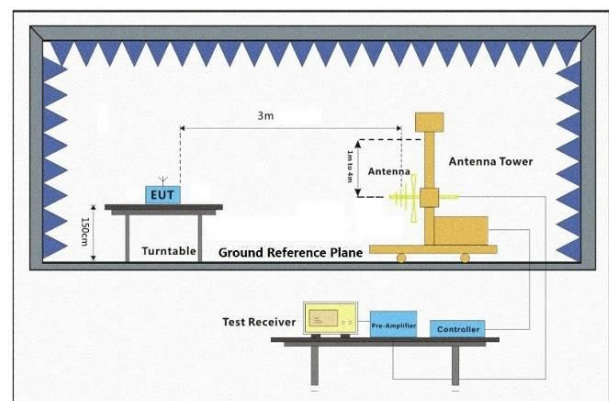 3m
1m to 4m
Antenna
Antenna Tower
EUT
150cm
Turntable
Ground Reference Plane
Test Receiver
Pre-Amplifier
Controller